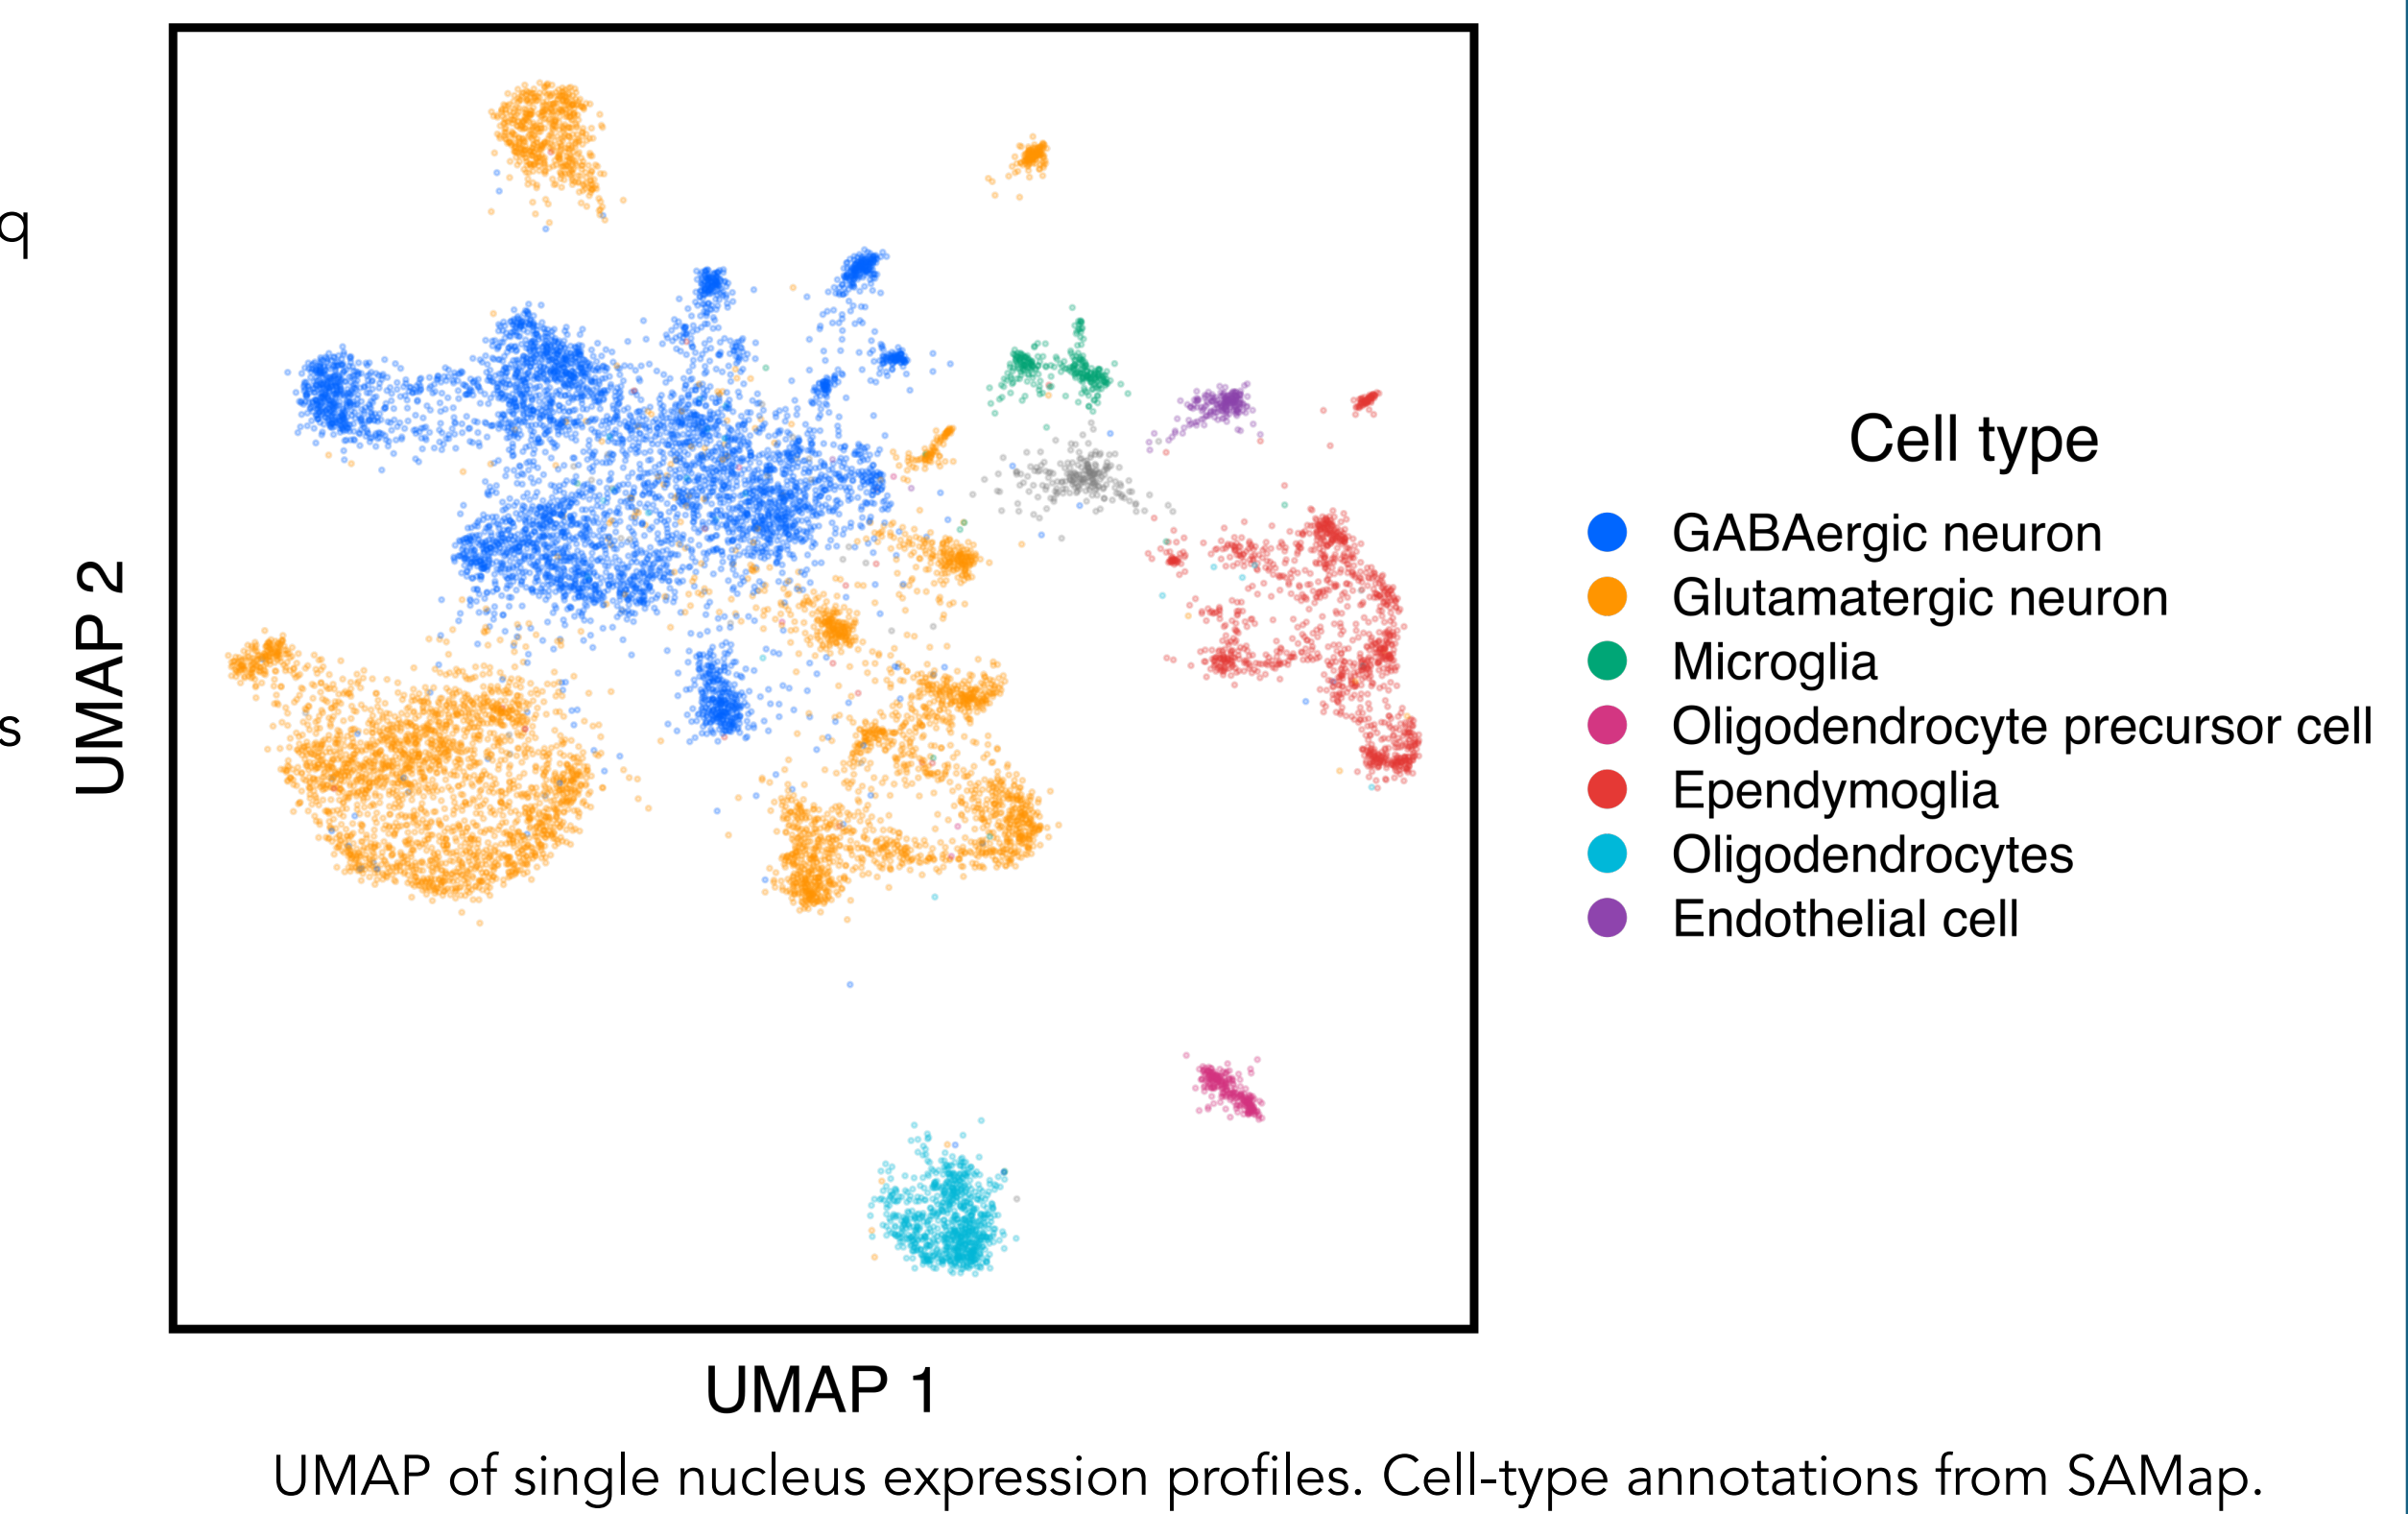 q
s
UMAP 2
UMAP 1
Cell type
GABAergic neuron
Glutamatergic neuron
Microglia
Oligodendrocyte precursor cell
Ependymoglia
Oligodendrocytes
Endothelial cell
UMAP of single nucleus expression profiles. Cell-type annotations from SAMap.